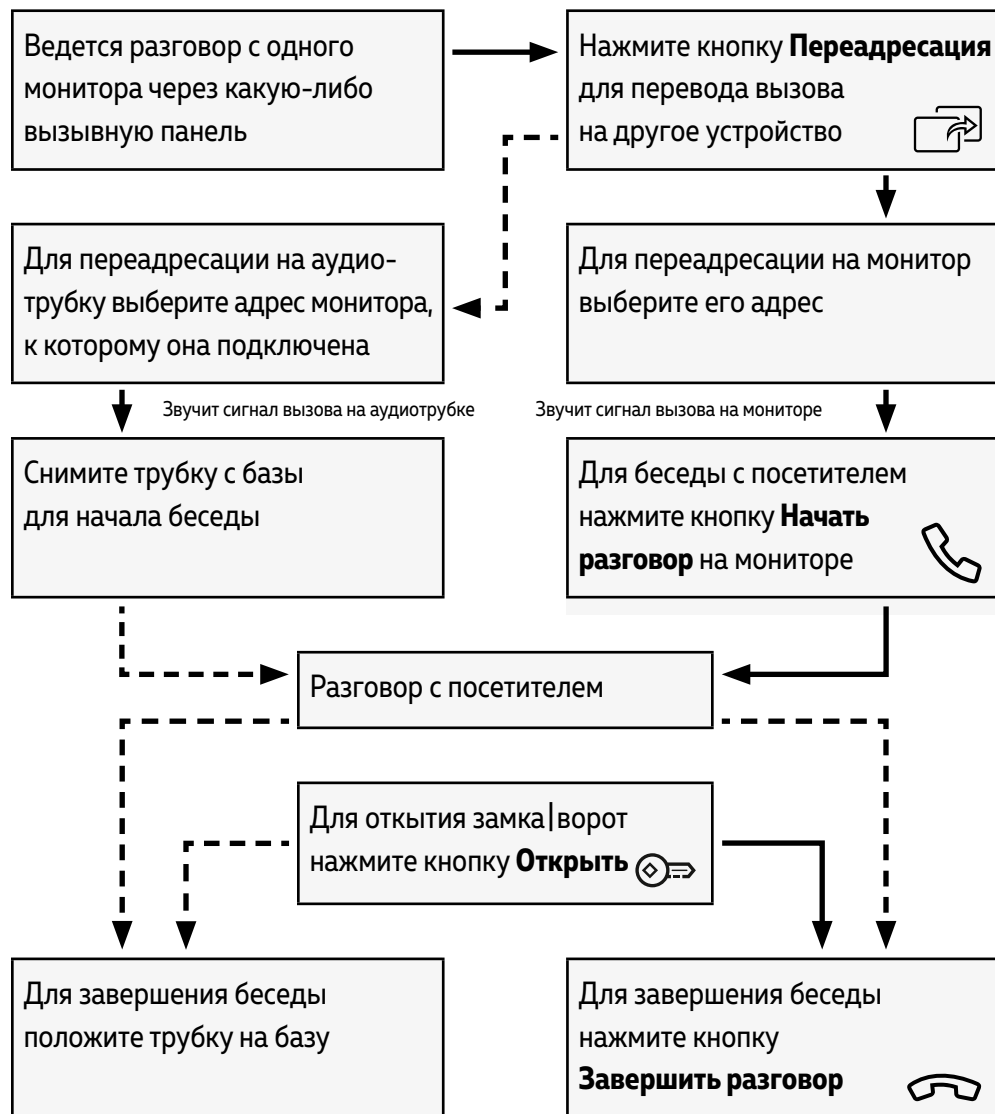 Ведется разговор с одного
монитора через какую-либо
вызывную панель
Нажмите кнопку Переадресация
для перевода вызова
на другое устройство
Для переадресации на аудио-
трубку выберите адрес монитора,
к которому она подключена
Для переадресации на монитор
выберите его адрес
Звучит сигнал вызова на аудиотрубке
Звучит сигнал вызова на мониторе
Снимите трубку с базы
для начала беседы
Для беседы с посетителем
нажмите кнопку Начать
разговор на мониторе
Разговор с посетителем
Для откытия замка|ворот
нажмите кнопку Открыть
Для завершения беседы
положите трубку на базу
Для завершения беседы
нажмите кнопку
Завершить разговор